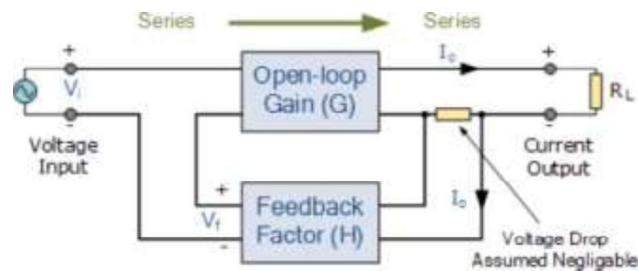 Series
Series
+
Vi
-
Voltage
Input
Open-loop
Gain (G)
Io
+
RL
-
Current
Output
+
Vf
-
Feedback
Factor (H)
Io
Voltage Drop
Assumed Negligable